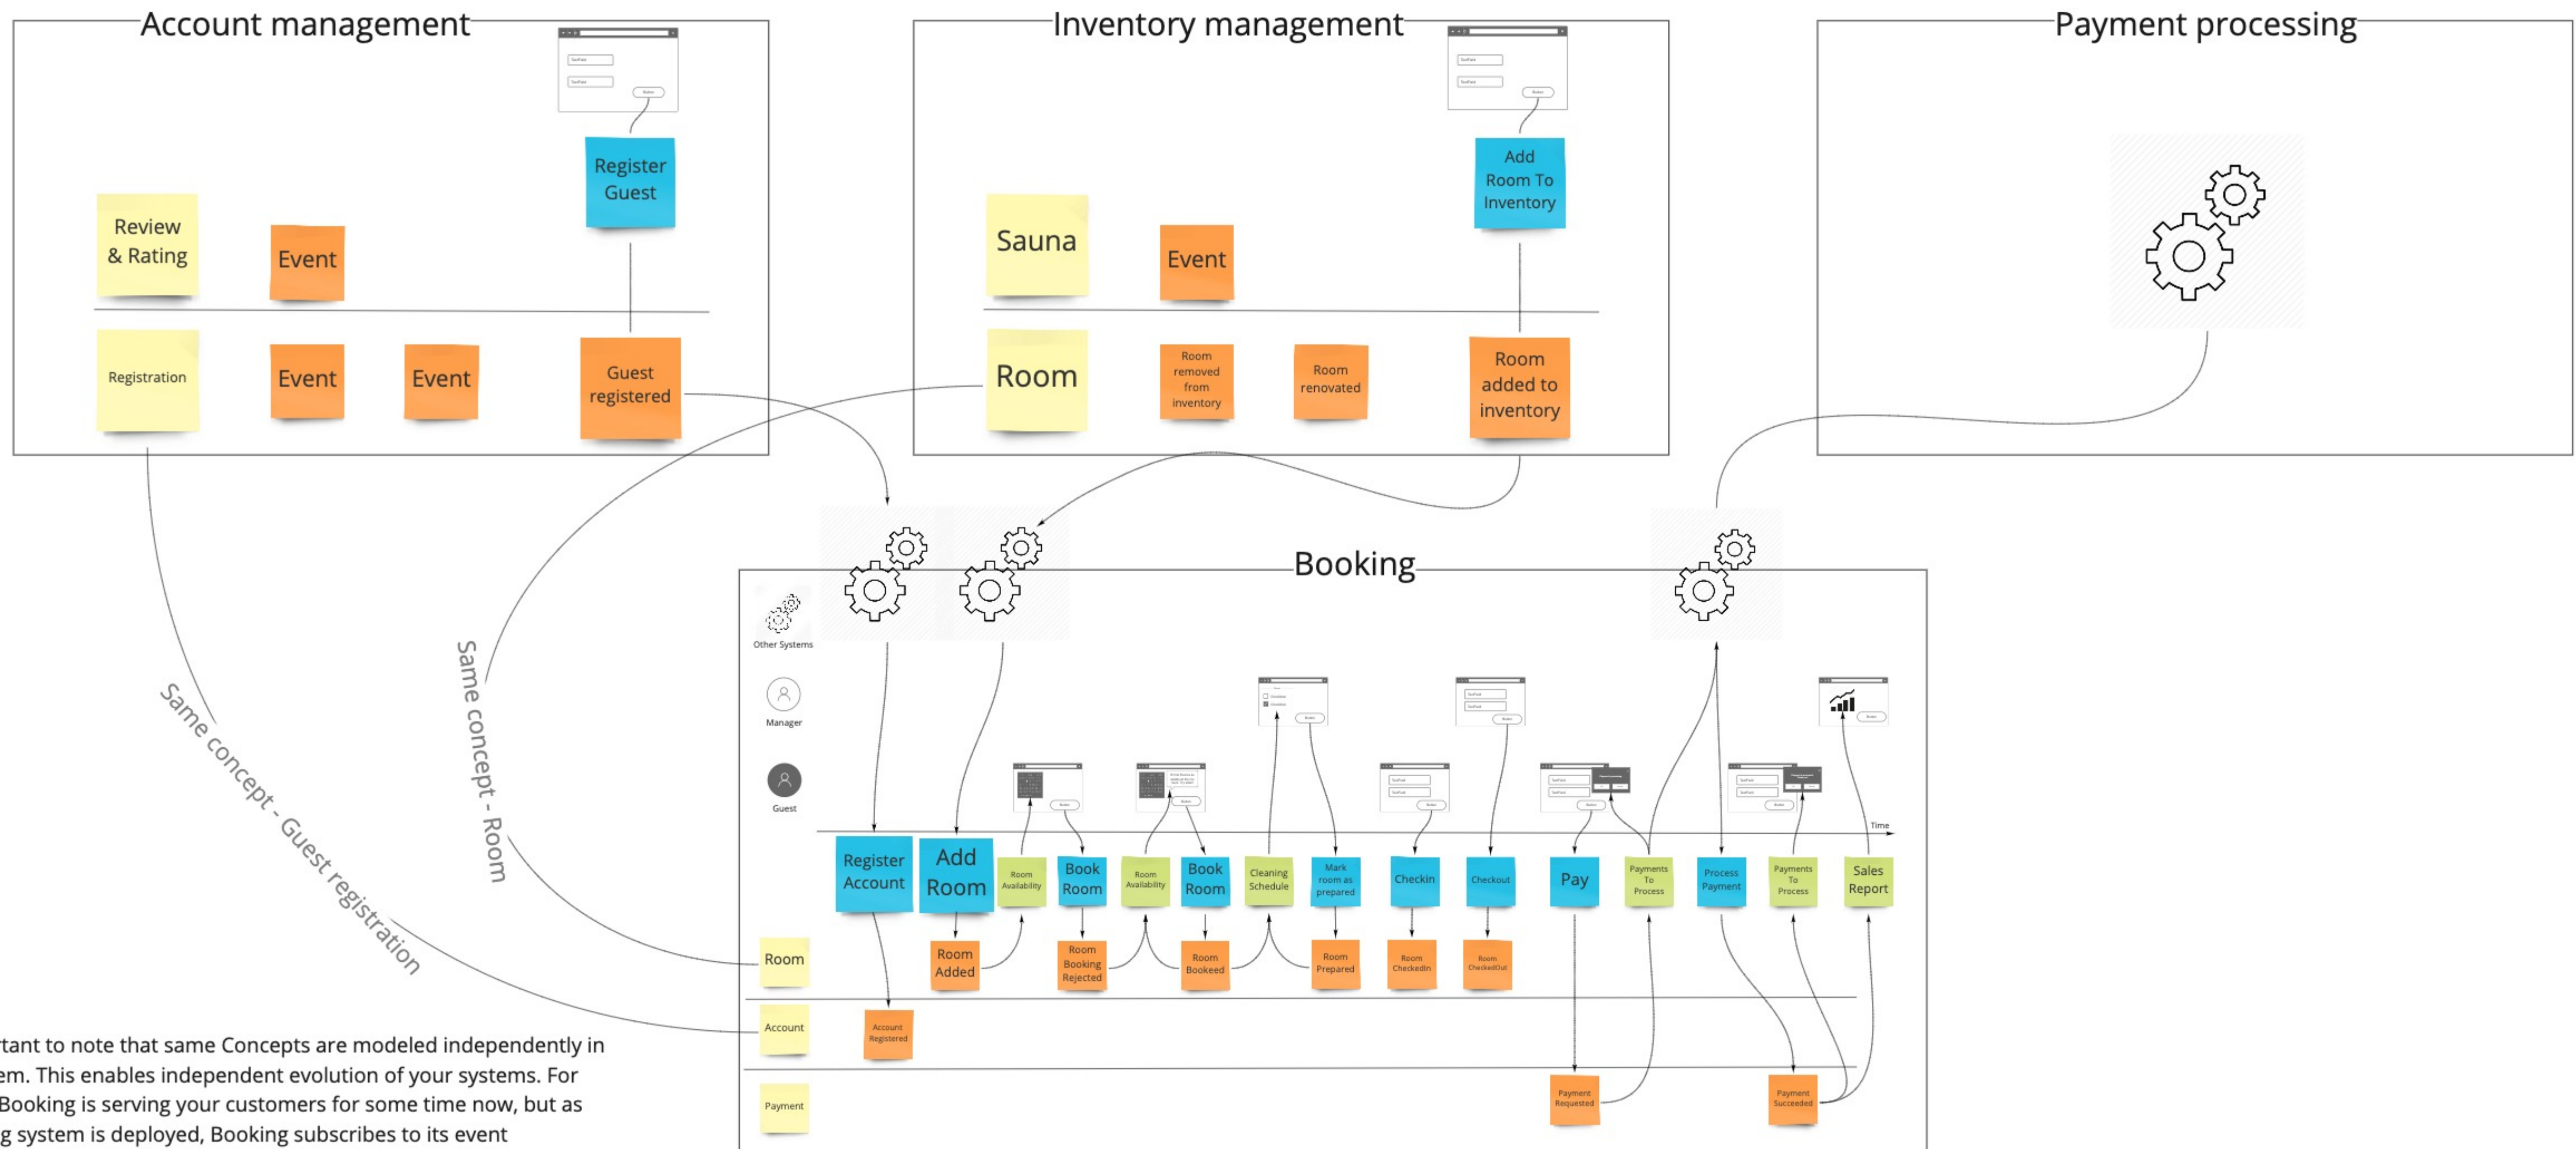 Account management
Inventory management
Payment processing
Register
Guest
Review
& Rating
Event
Registration
Event
Event
Guest
registered
Add
Room To
Inventory
Sauna
Event
Room
Room
removed
from
inventory
Room
renovated
Room
added to
inventory
Same concept - Guest registration
Same concept - Room
Booking
Other Systems
Manager
Guest
Time
Register
Account
Add
Room
Room
Availability
Book
Room
Room
Availability
Book
Room
Cleaning
Schedule
Mark
room as
prepared
Checkin
Checkout
Pay
Payments
To
Process
Process
Payment
Payments
To
Process
Sales
Report
Room
Room
Added
Room
Booking
Rejected
Room
Bookeed
Room
Prepared
Room
CheckedIn
Room
CheckedOut
Account
Account
Registered
Payment
Payment
Requested
Payment
Succeeded
tant to note that same Concepts are modeled independently in
em. This enables independent evolution of your systems. For
Booking is serving your customers for some time now, but as
g system is deployed, Booking subscribes to its event